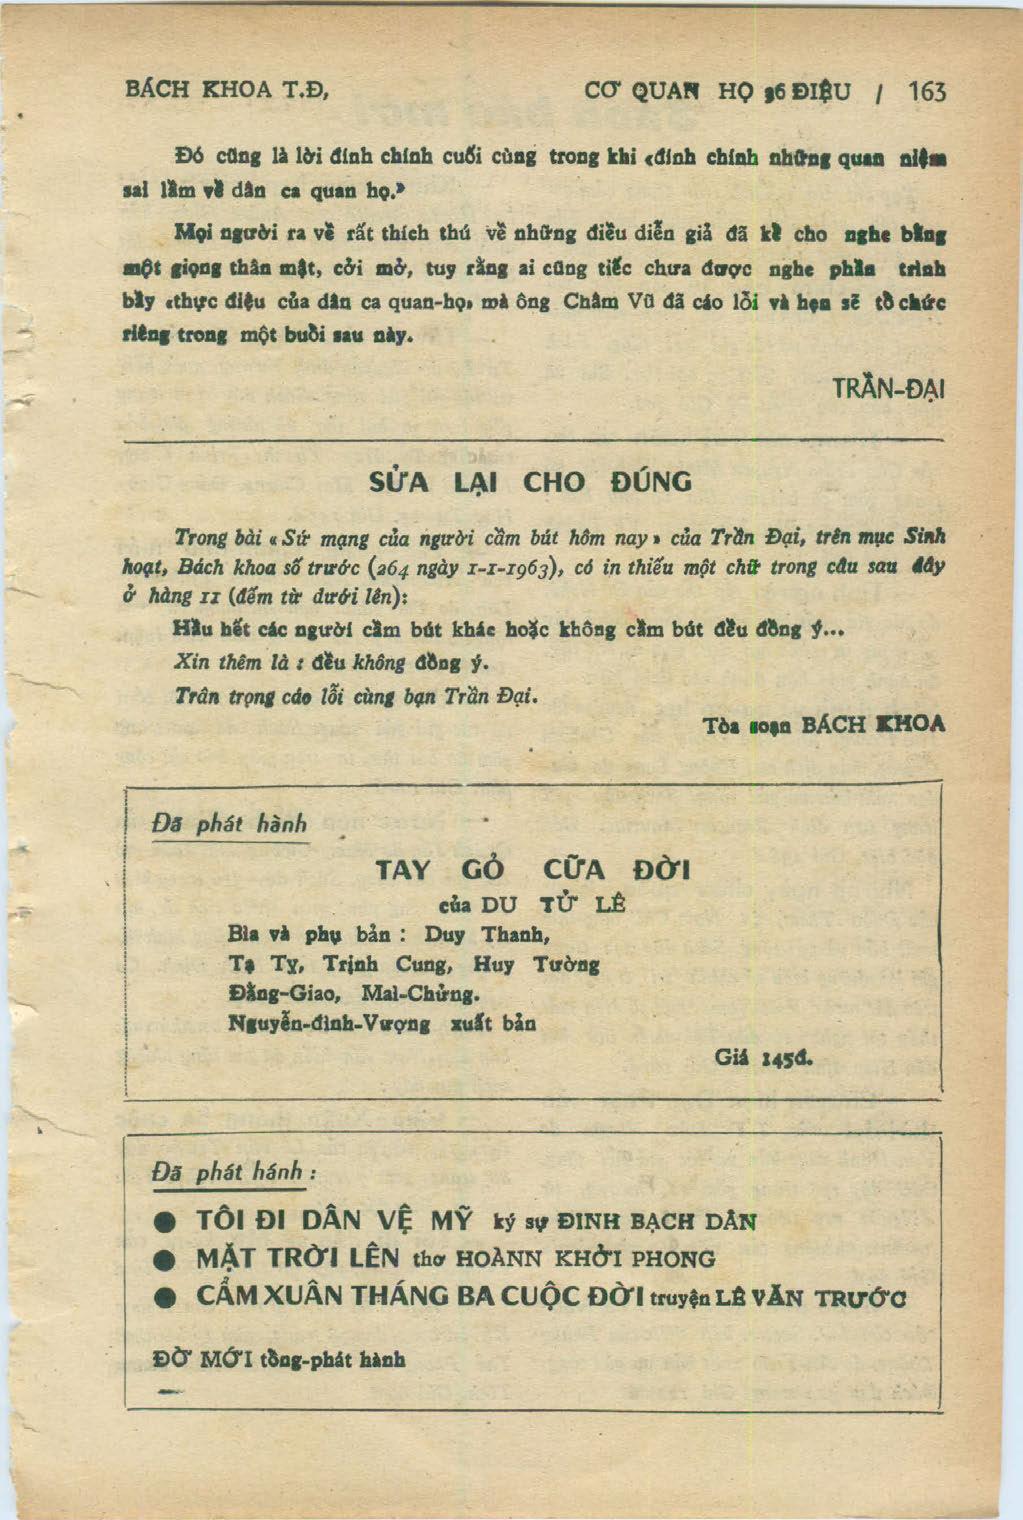 BÁCH KHOA T.Đ,
CƠ QUAN HỌ 36 ĐIỆU / 163
Đó cũng là lời đính chính cuối cùng trong khi «đính chính những quan niệm
sai lầm về dân ca quan họ.»
Mọi người ra về rất thích thú về những điều diễn giả đã kể cho nghe bằng
một giọng thân mật, cởi mở, tuy rằng ai cũng tiếc chưa được nghe phần trình
bầy «thực điệu của dân ca quan-họ» mà ông Châm Vũ đã cáo lỗi và hẹn sẽ tổ chức
riêng trong một buổi sau này.
TRẦN-ĐẠI
SỬA LẠI CHO ĐÚNG
Trong bài «Sứ mạng của người cầm bút hôm nay» của Trần Đại, trên mục Sinh
hoạt, Bách khoa số trước (264 ngày 1-1-1963), có in thiếu một chữ trong câu sau đây
ở hàng 11 (đếm từ dưới lên):
Hầu hết các người cầm bút khác hoặc không cầm bút đều đồng ý...
Xin thêm là : đều không đồng ý.
Trân trọng cáo lỗi cùng bạn Trần Đại.
Tòa soạn BÁCH KHOA
Đã phát hành
TAY GỎ CỮA ĐỜI
của DU TỬ LÊ
Bìa và phụ bản : Duy Thanh,
Tạ Tỵ, Trịnh Cung, Huy Tường
Đằng-Giao, Mai-Chửng.
Nguyễn-đình-Vượng xuất bản
Giá 145đ.
Đã phát hánh :
● TÔI ĐI DÂN VỆ MỸ ký sự ĐINH BẠCH DÂN
● MẶT TRỜI LÊN thơ HOÀNN KHỞI PHONG
● CẨM XUÂN THÁNG BA CUỘC ĐỜI truyện LÊ VĂN TRƯỚC
ĐỜ MỚI tổng-phát hành